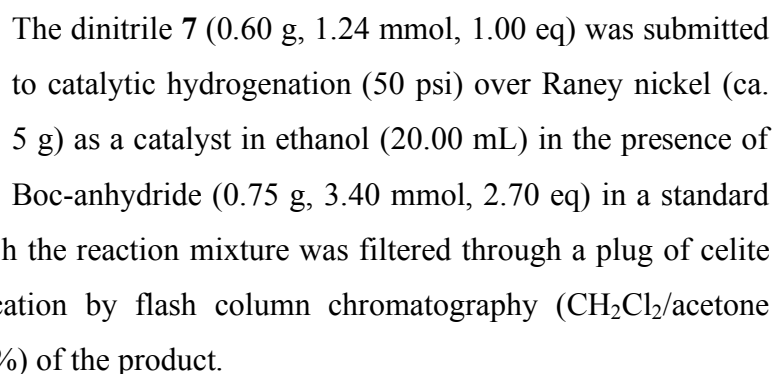 The dinitrile 7 (0.60 g, 1.24 mmol, 1.00 eq) was submitted
to catalytic hydrogenation (50 psi) over Raney nickel (ca.
5 g) as a catalyst in ethanol (20.00 mL) in the presence of
Boc-anhydride (0.75 g, 3.40 mmol, 2.70 eq) in a standard
h the reaction mixture was filtered through a plug of celite
cation by flash column chromatography (CH₂Cl₂/acetone
%) of the product.